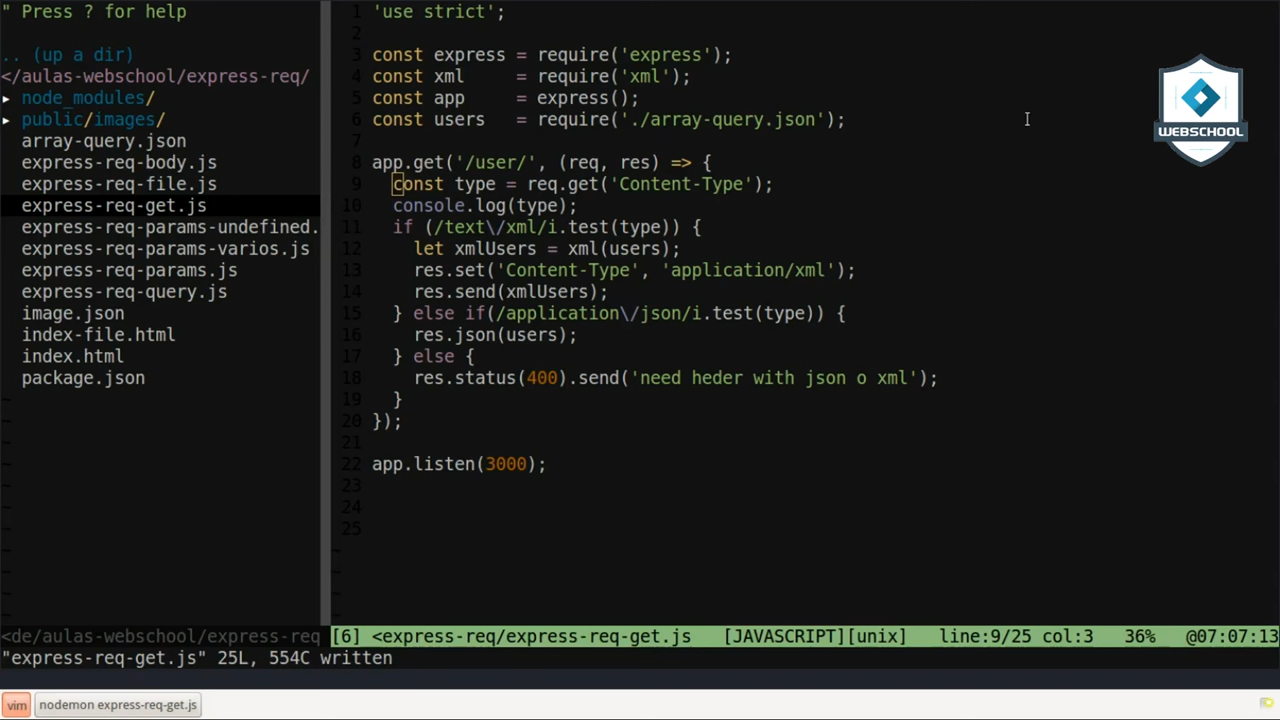 " Press ? for help
.. (up a dir)
</aulas-webschool/express-req/
▸ node_modules/
▸ public/images/
array-query.json
express-req-body.js
express-req-file.js
express-req-get.js
express-req-params-undefined.
express-req-params-varios.js
express-req-params.js
express-req-query.js
image.json
index-file.html
index.html
package.json
~
~
~
~
~
~
~
~
~
~
~
<de/aulas-webschool/express-req
1 'use strict';
2
3 const express = require('express');
4 const xml     = require('xml');
5 const app     = express();
6 const users   = require('./array-query.json');
7
8 app.get('/user/', (req, res) => {
9   const type = req.get('Content-Type');
10   console.log(type);
11   if (/text\/xml/i.test(type)) {
12     let xmlUsers = xml(users);
13     res.set('Content-Type', 'application/xml');
14     res.send(xmlUsers);
15   } else if(/application\/json/i.test(type)) {
16     res.json(users);
17   } else {
18     res.status(400).send('need heder with json o xml');
19   }
20 });
21
22 app.listen(3000);
23
24
25
~
~
~
~
[6] <express-req/express-req-get.js   [JAVASCRIPT][unix]   line:9/25 col:3   36%   @07:07:13
"express-req-get.js" 25L, 554C written
WEBSCHOOL
vim
nodemon express-req-get.js